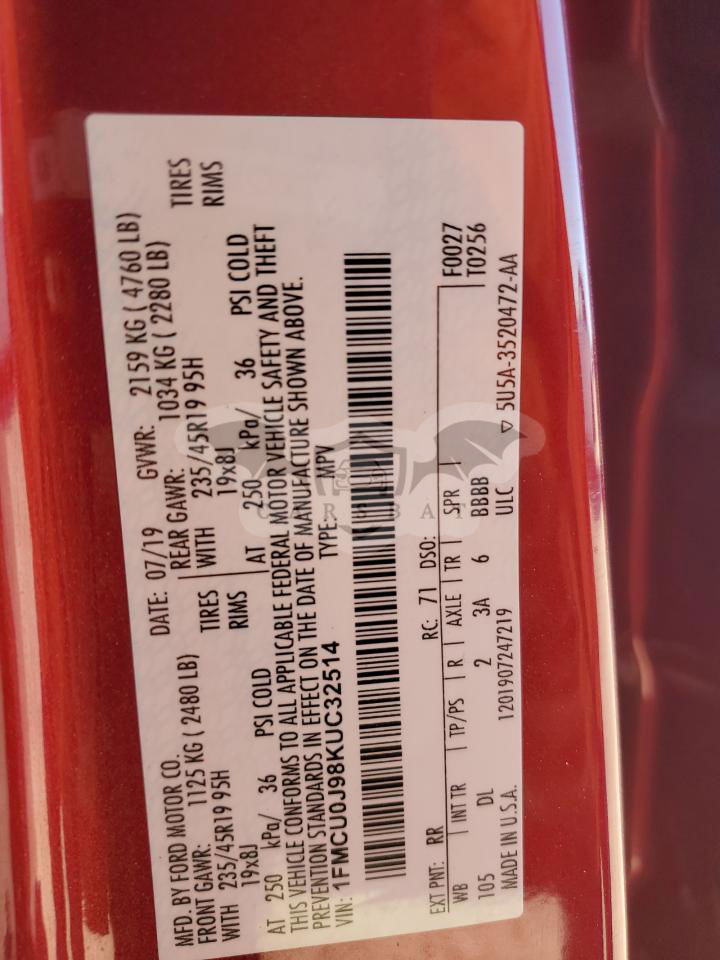 MFD. BY FORD MOTOR CO.
DATE: 07/19 GVWR: 2159 KG ( 4760 LB)
FRONT GAWR: 1125 KG ( 2480 LB) REAR GAWR: 1034 KG ( 2280 LB)
WITH 235/45R19 95H TIRES WITH 235/45R19 95H TIRES
19x8J RIMS 19x8J RIMS
AT 250 kPa/ 36 PSI COLD AT 250 kPa/ 36 PSI COLD
THIS VEHICLE CONFORMS TO ALL APPLICABLE FEDERAL MOTOR VEHICLE SAFETY AND THEFT
PREVENTION STANDARDS IN EFFECT ON THE DATE OF MANUFACTURE SHOWN ABOVE.
VIN: 1FMCU0J98KUC32514 TYPE: MPV
CARSBAT
EXT PNT: RR RC: 71 DSO: F0027
WB INT TR TP/PS R AXLE TR SPR T0256
105 DL 2 3A 6 BBBB
MADE IN U.S.A. 1201907247219 ULC ▽ 5U5A-3520472-AA